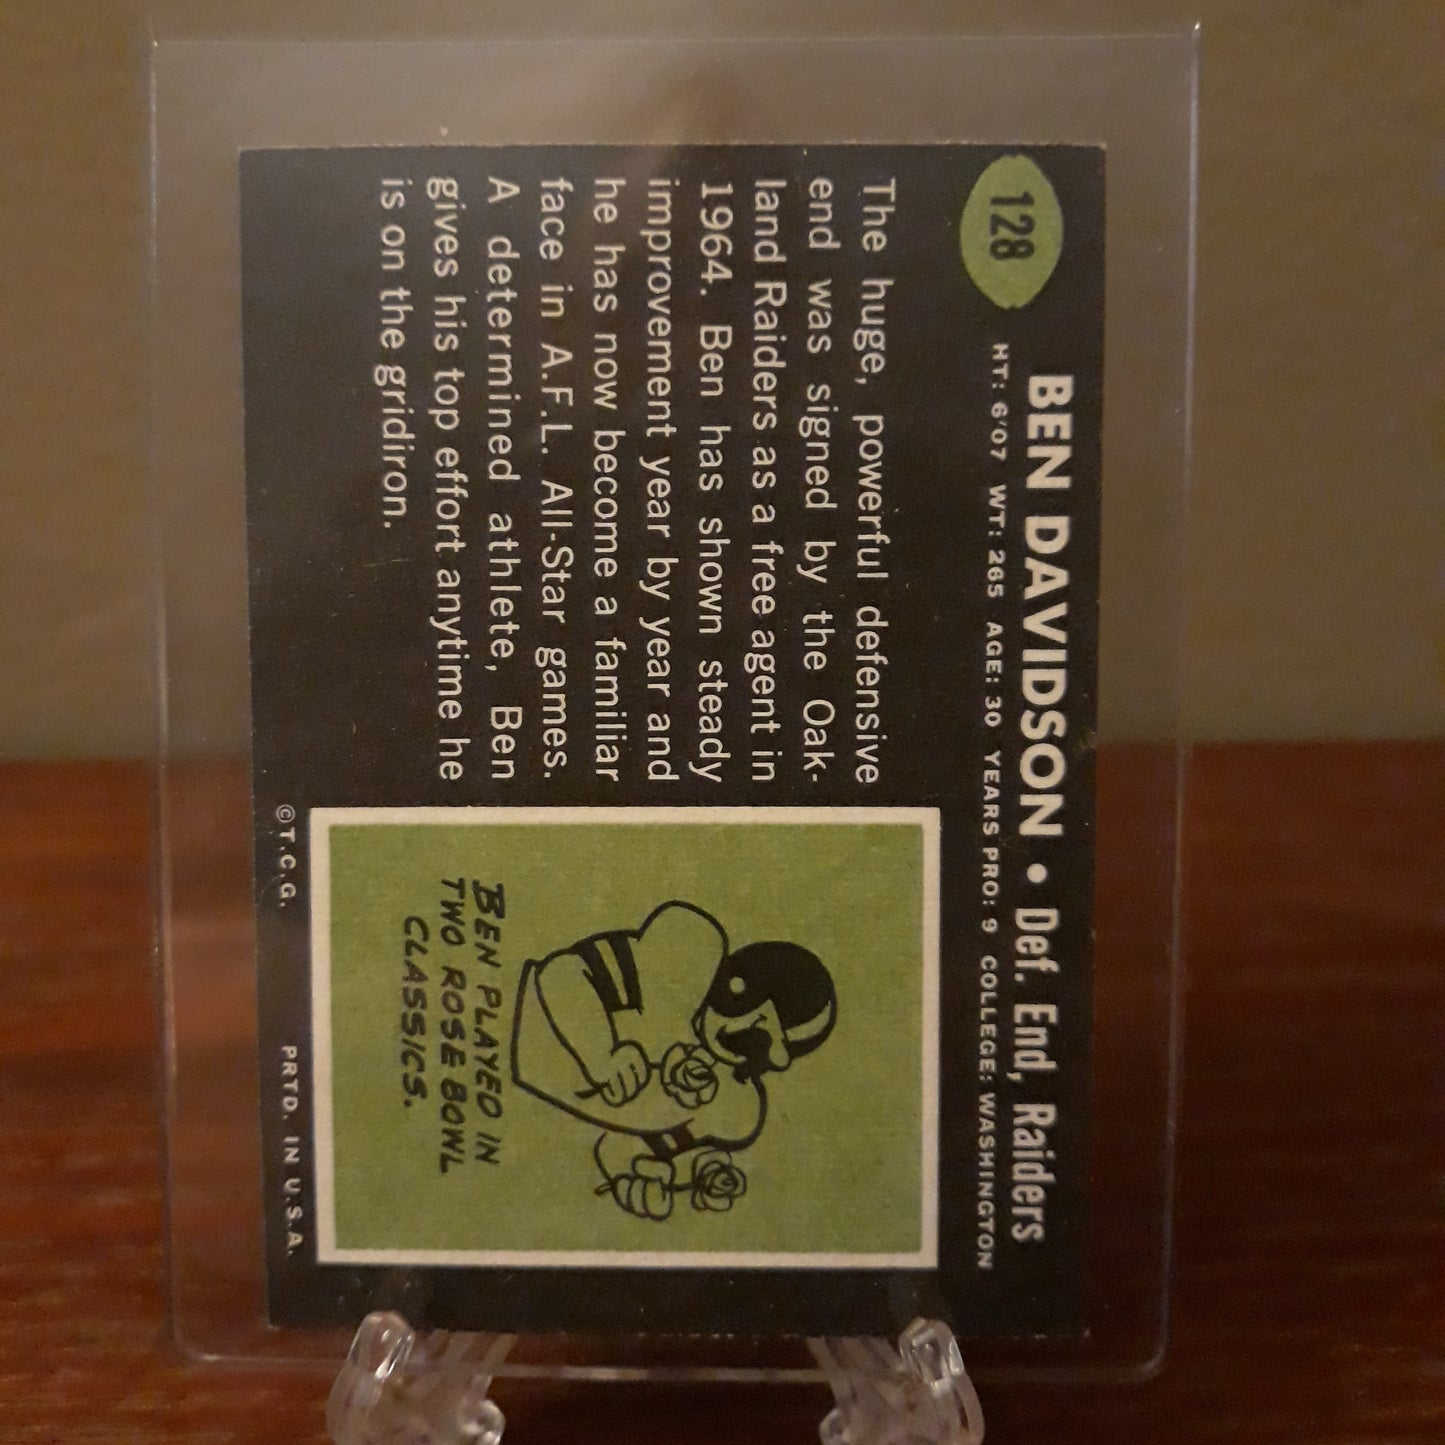 128
BEN DAVIDSON • Def. End, Raiders
HT: 6'07 WT: 265 AGE: 30 YEARS PRO: 9 COLLEGE: WASHINGTON
The huge, powerful defensive
end was signed by the Oak-
land Raiders as a free agent in
1964. Ben has shown steady
improvement year by year and
he has now become a familiar
face in A.F.L. All-Star games.
A determined athlete, Ben
gives his top effort anytime he
is on the gridiron.
BEN PLAYED IN
TWO ROSE BOWL
CLASSICS.
©T.C.G. PRTD. IN U.S.A.